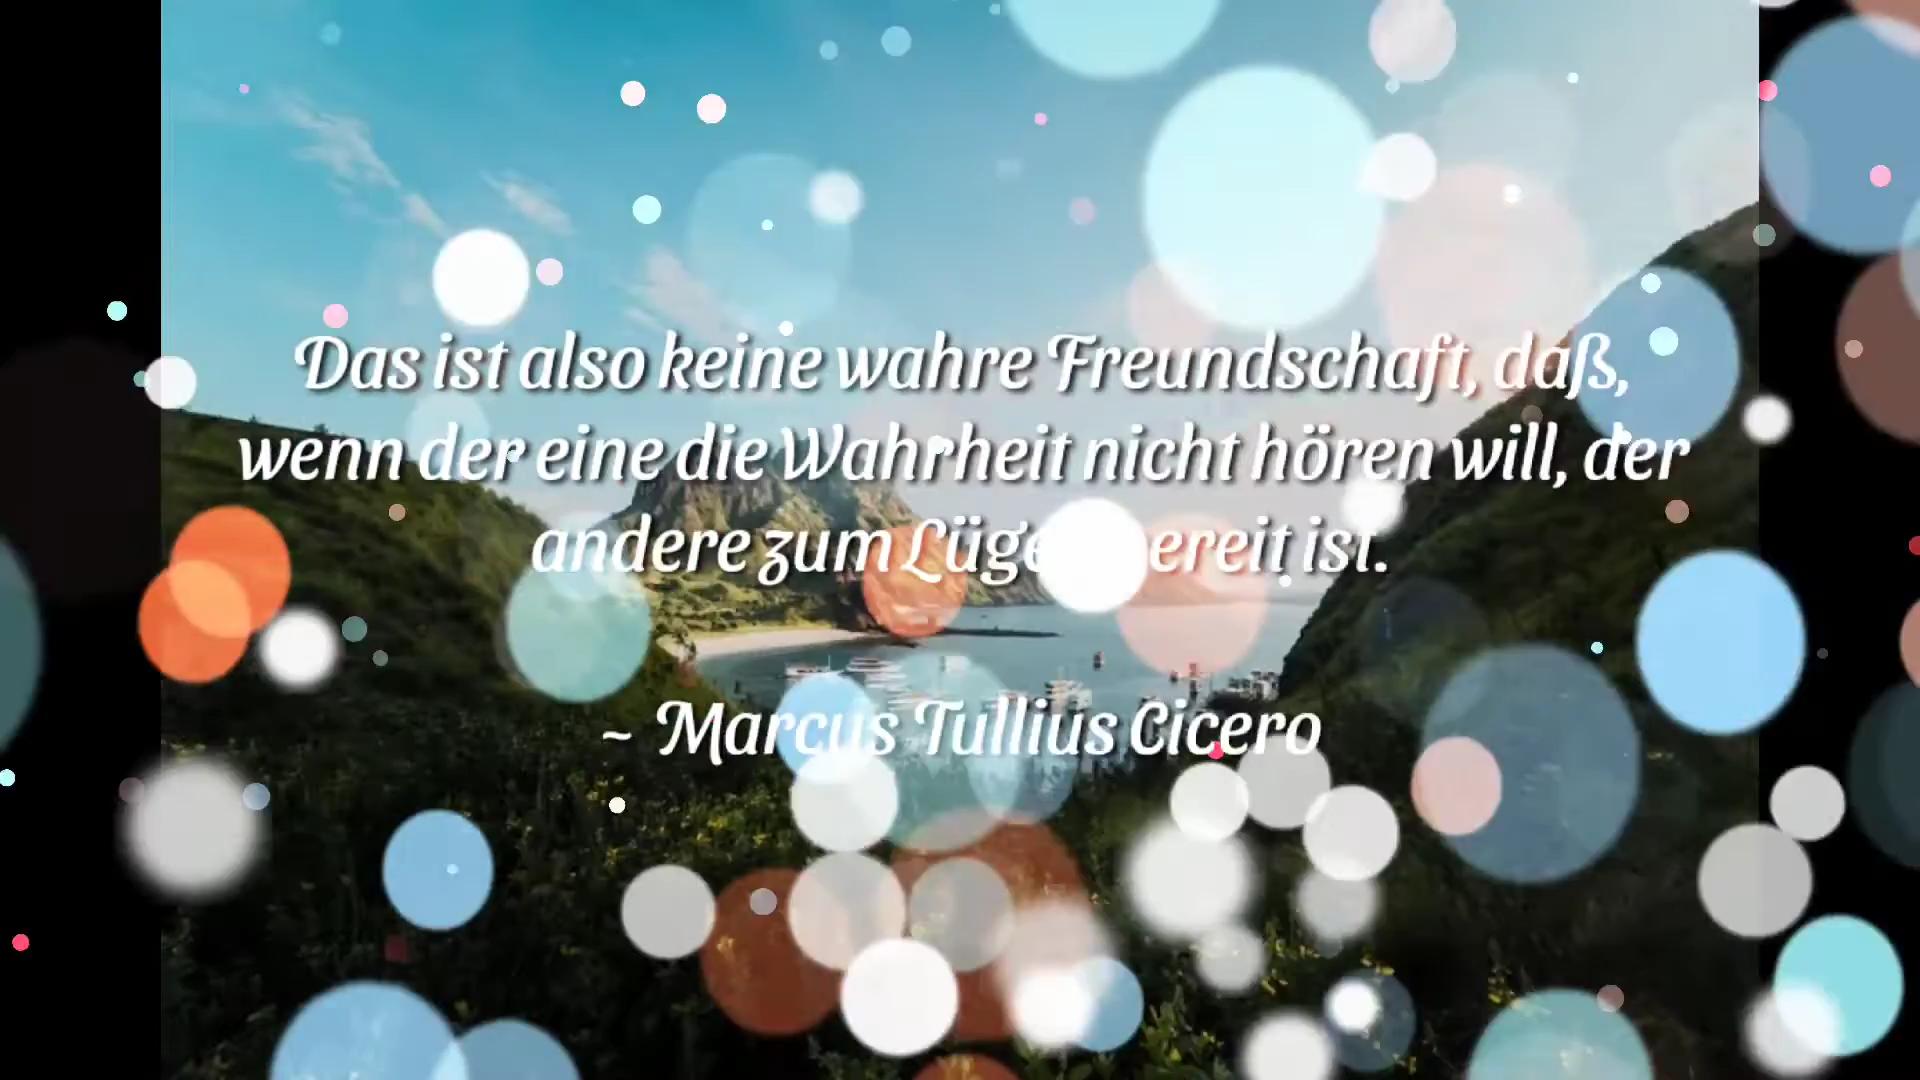 Das ist also keine wahre Freundschaft, daß,
wenn der eine die Wahrheit nicht hören will, der
andere zum ist.
~ Marcus Tullius Cicero